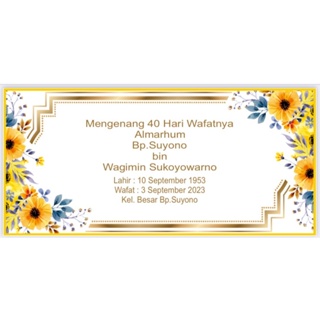 Mengenang 40 Hari Wafatnya
Almarhum
Bp.Suyono
bin
Wagimin Sukoyowarno
Lahir : 10 September 1953
Wafat : 3 September 2023
Kel. Besar Bp.Suyono